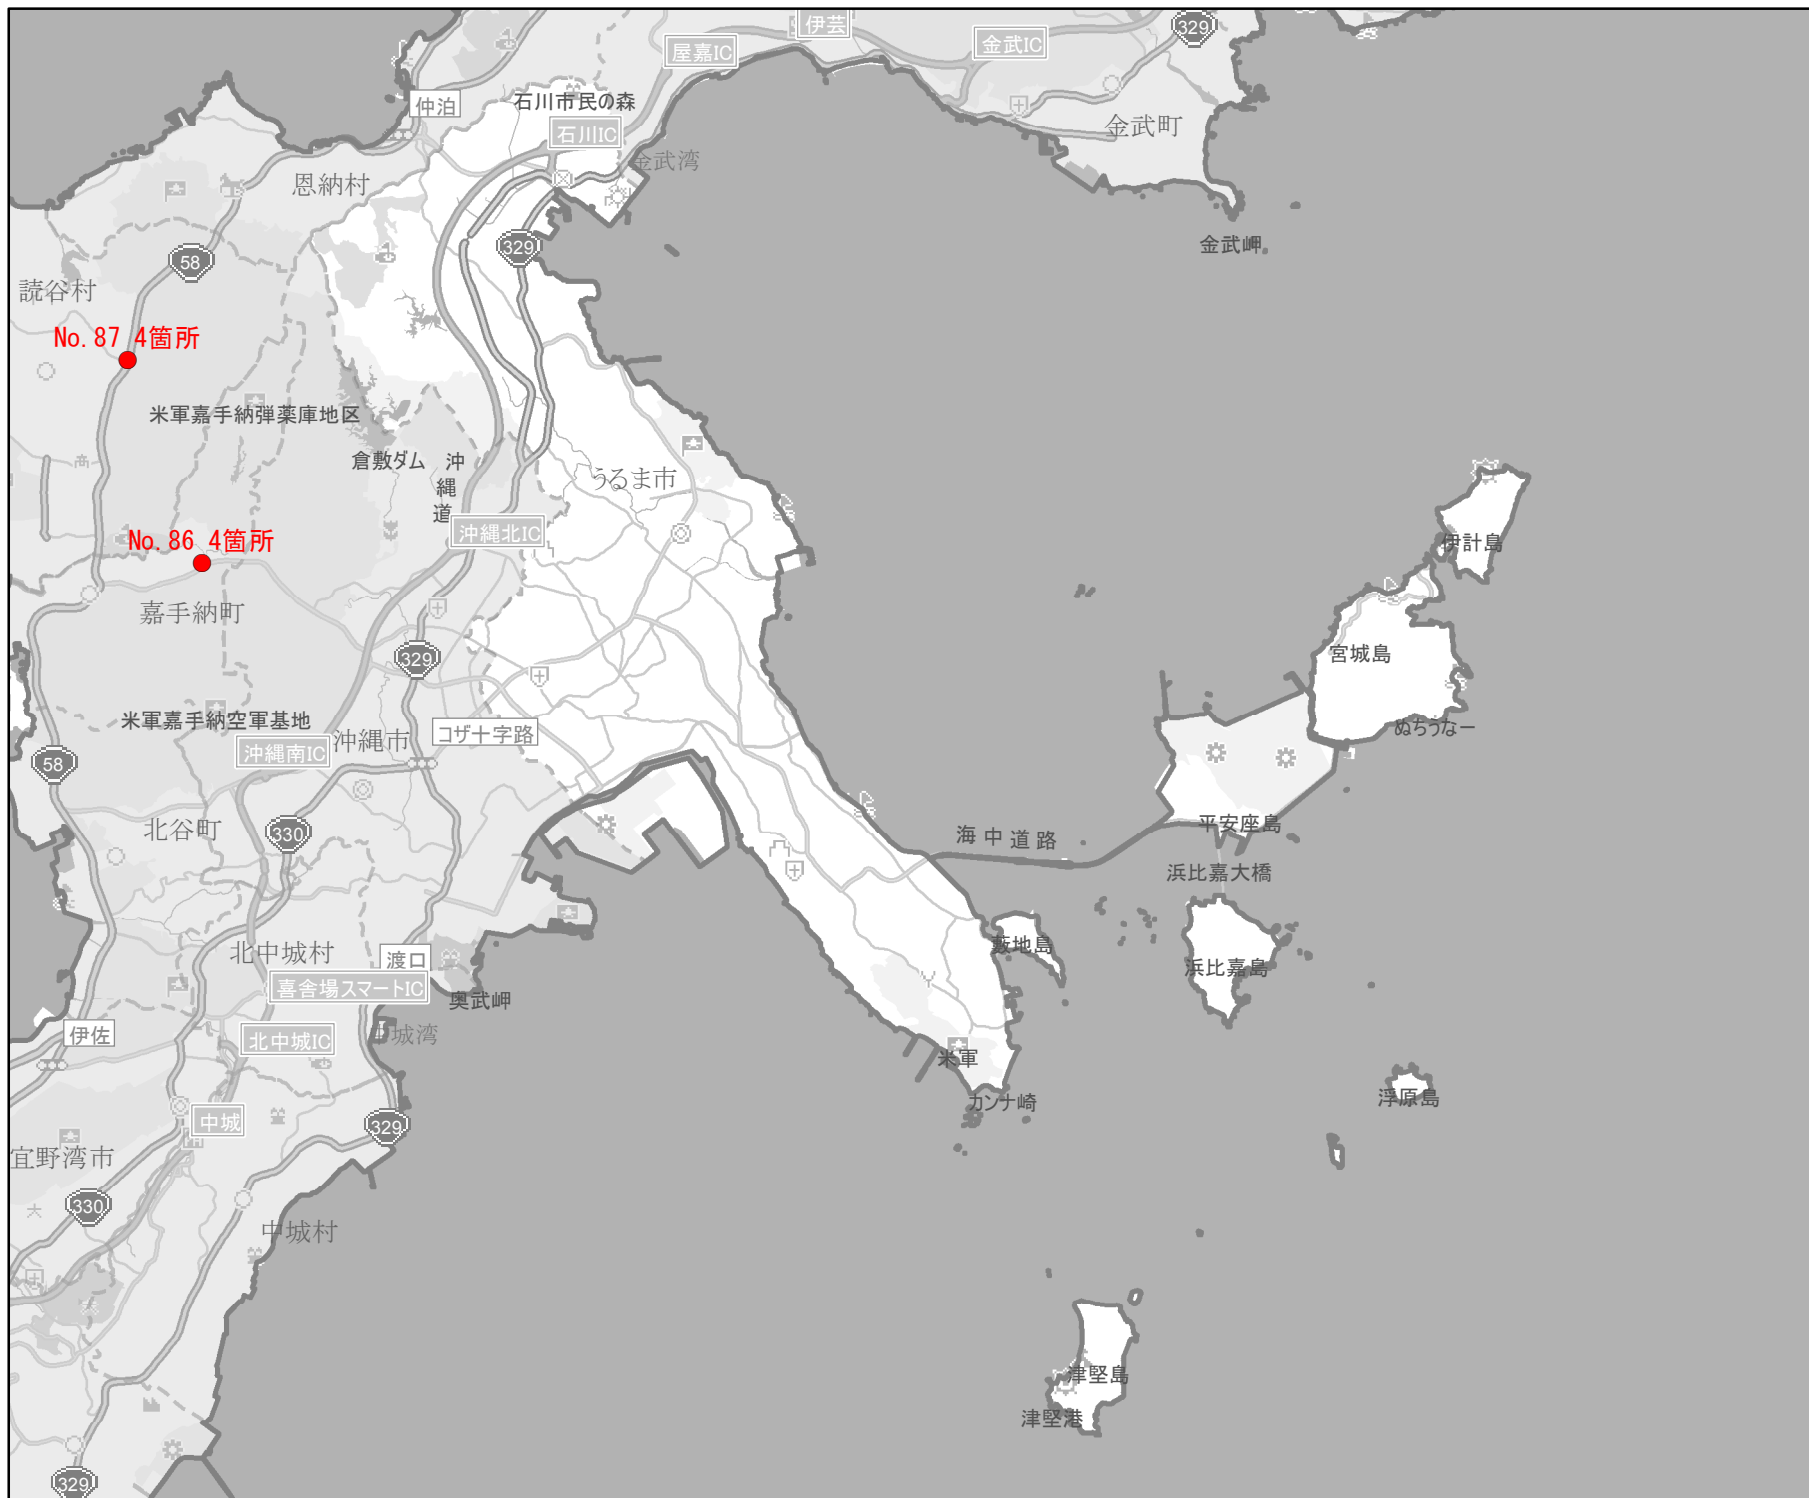 伊芸
329
屋嘉IC
金武IC
仲泊
石川市民の森
石川IC
金武町
金武湾
恩納村
329
金武岬
58
読谷村
No.87 4箇所
米軍嘉手納弾薬庫地区
倉敷ダム
沖縄道
うるま市
沖縄北IC
No.86 4箇所
伊計島
嘉手納町
329
宮城島
米軍嘉手納空軍基地
コザ十字路
ぬちうなー
沖縄南IC
沖縄市
58
北谷町
330
平安座島
海中道路
浜比嘉大橋
北中城村
渡口
藪地島
浜比嘉島
喜舎場スマートIC
奥武岬
伊佐
北中城IC
中城湾
米軍
カンナ崎
浮原島
中城
329
宜野湾市
330
中城村
津堅島
津堅港
329